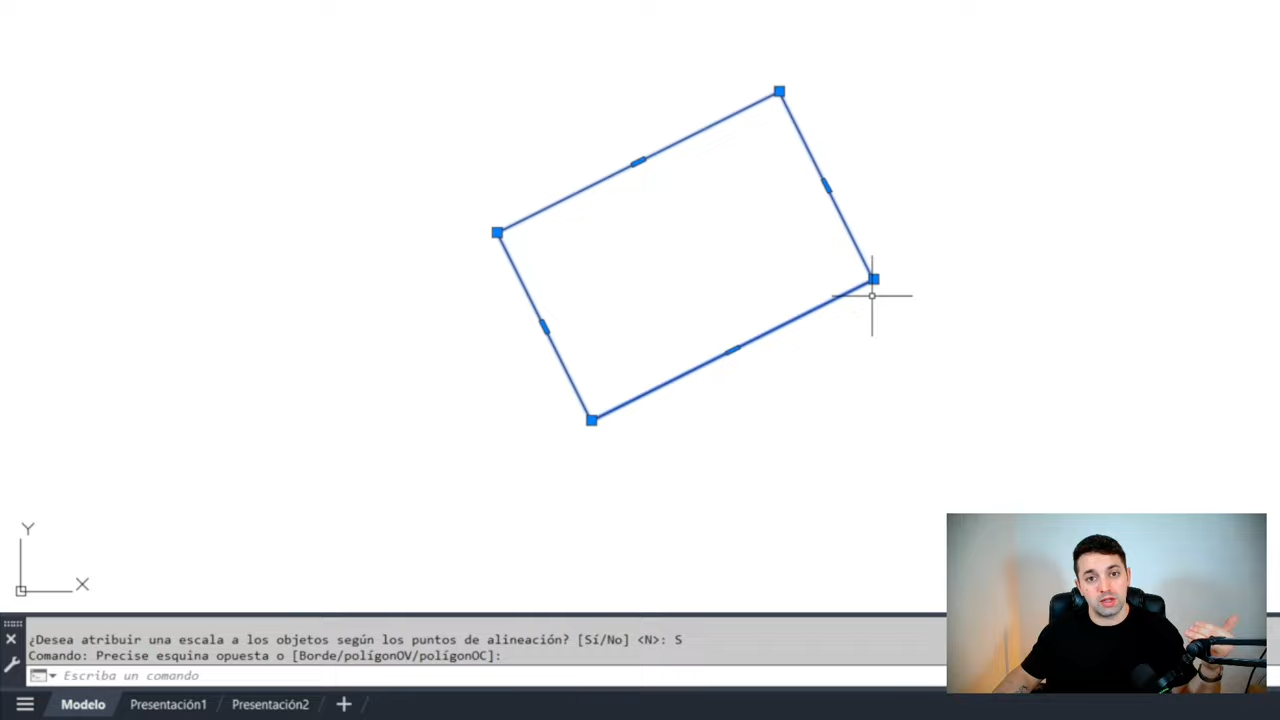 Y
X
¿Desea atribuir una escala a los objetos según los puntos de alineación? [Sí/No] <N>: S
Comando: Precise esquina opuesta o [Borde/polígonOV/polígonOC]:
Escriba un comando
Modelo Presentación1 Presentación2 +